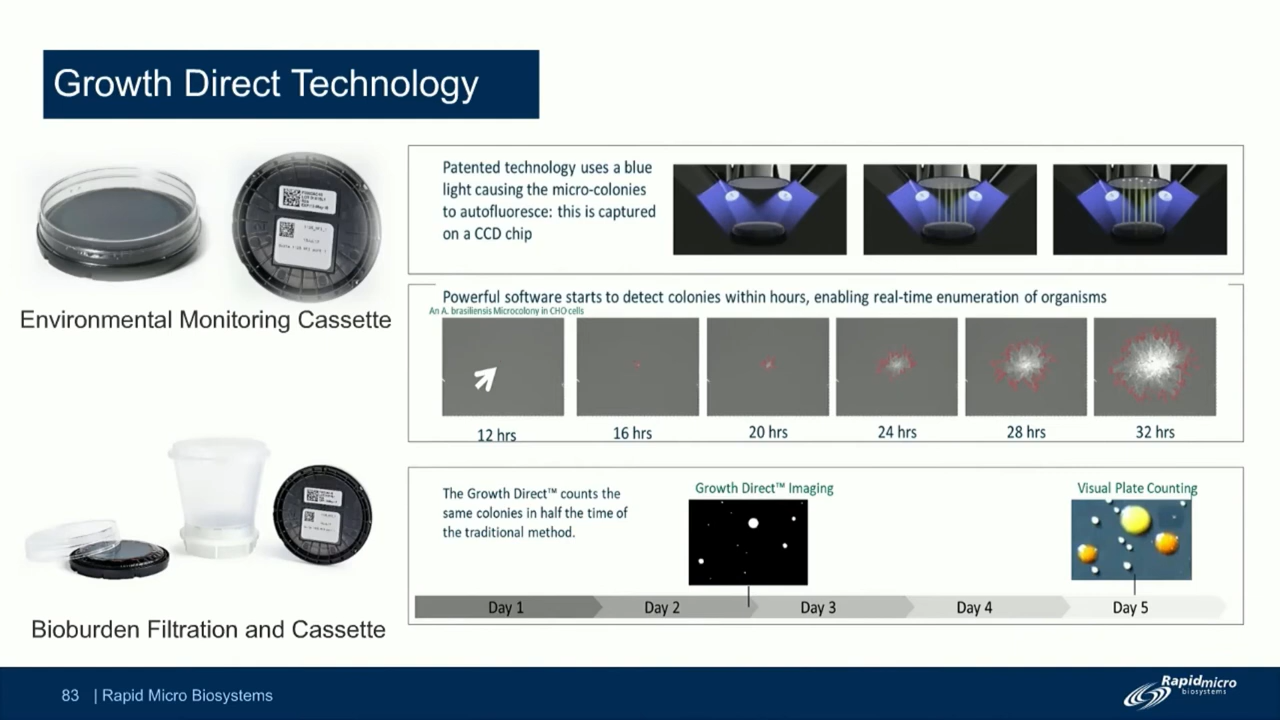 Growth Direct Technology
Patented technology uses a blue
light causing the micro-colonies
to autofluoresce: this is captured
on a CCD chip
Environmental Monitoring Cassette
Powerful software starts to detect colonies within hours, enabling real-time enumeration of organisms
An A. brasiliensis Microcolony in CHO cells
12 hrs
16 hrs
20 hrs
24 hrs
28 hrs
32 hrs
The Growth Direct™ counts the
same colonies in half the time of
the traditional method.
Growth Direct™ Imaging
Visual Plate Counting
Day 1
Day 2
Day 3
Day 4
Day 5
Bioburden Filtration and Cassette
83 | Rapid Micro Biosystems
Rapidmicro
biosystems